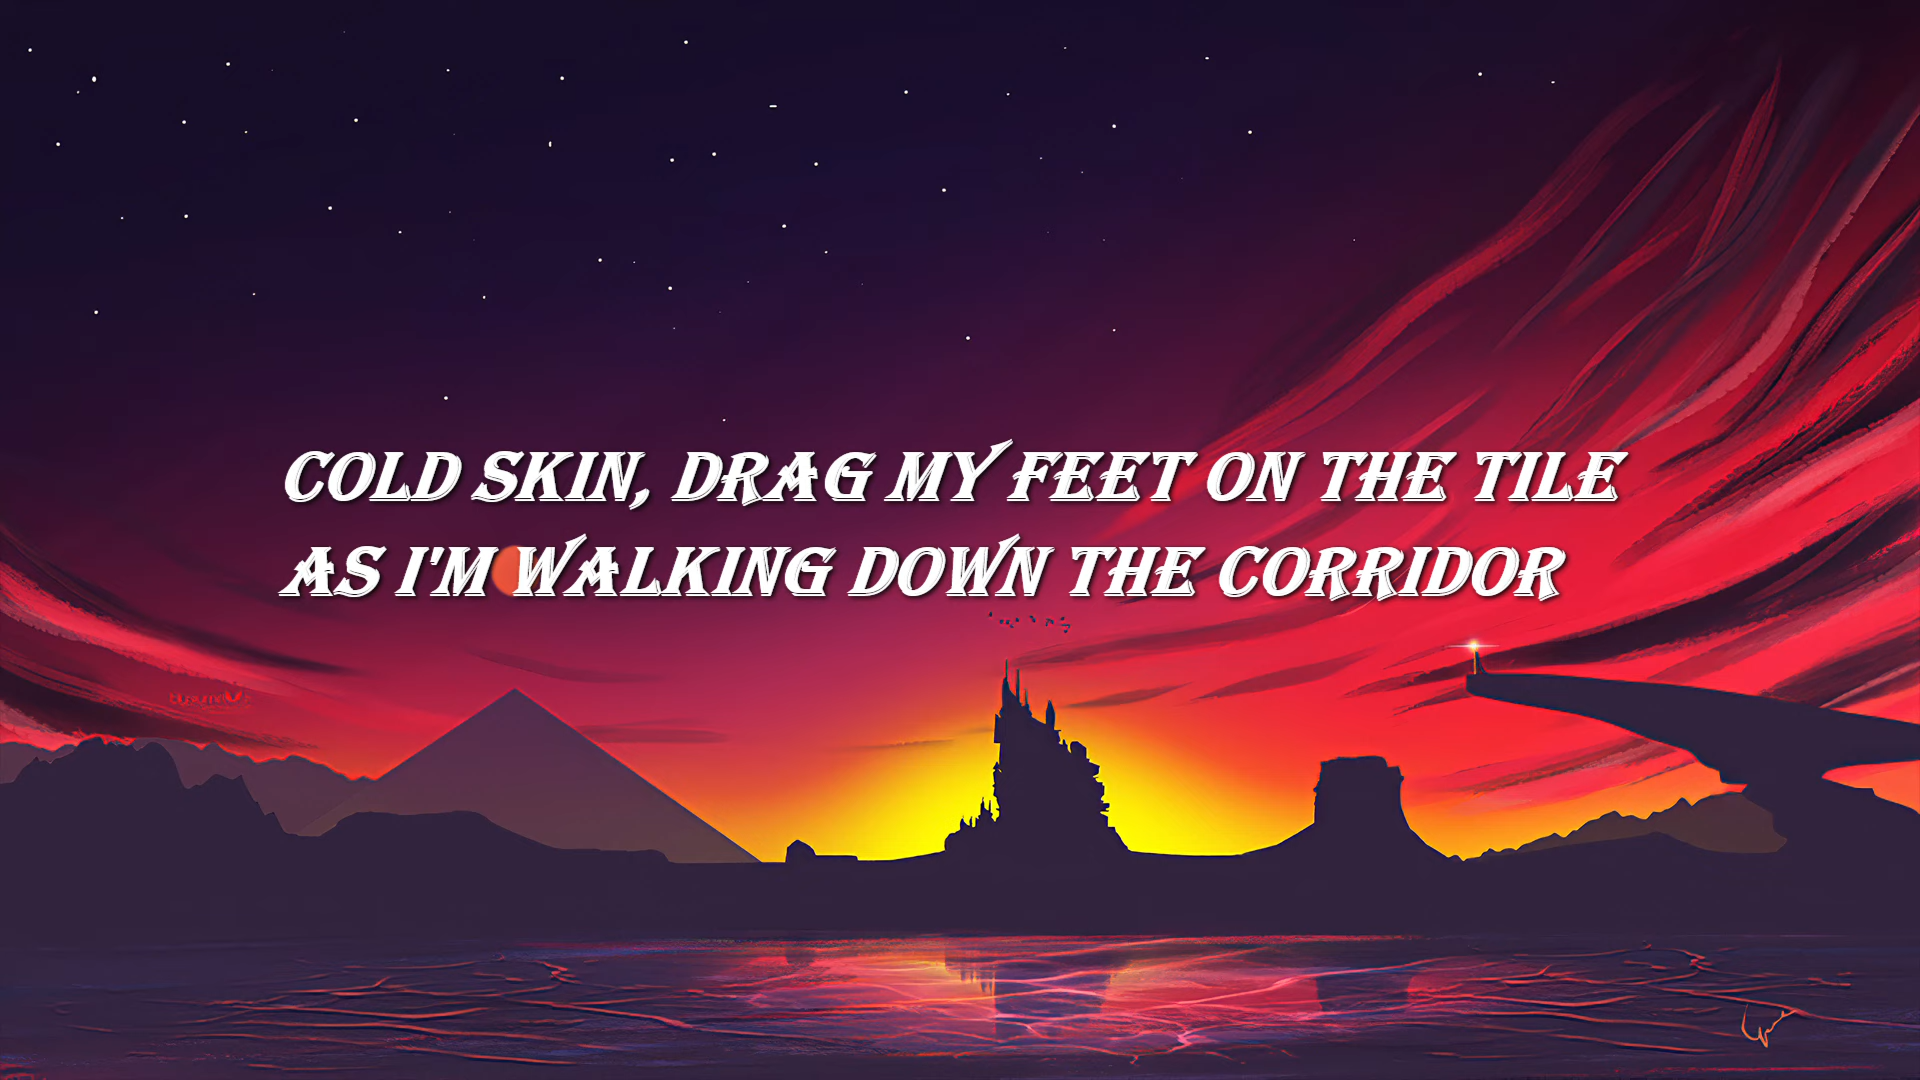 COLD SKIN, DRAG MY FEET ON THE TILE
AS I'M WALKING DOWN THE CORRIDOR